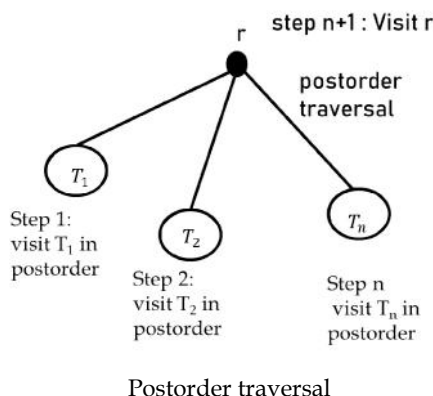 step n+1 : Visit r
r
postorder
traversal
T₁
Step 1:
visit T₁ in
postorder
T₂
Step 2:
visit T₂ in
postorder
Tₙ
Step n
visit Tₙ in
postorder
Postorder traversal